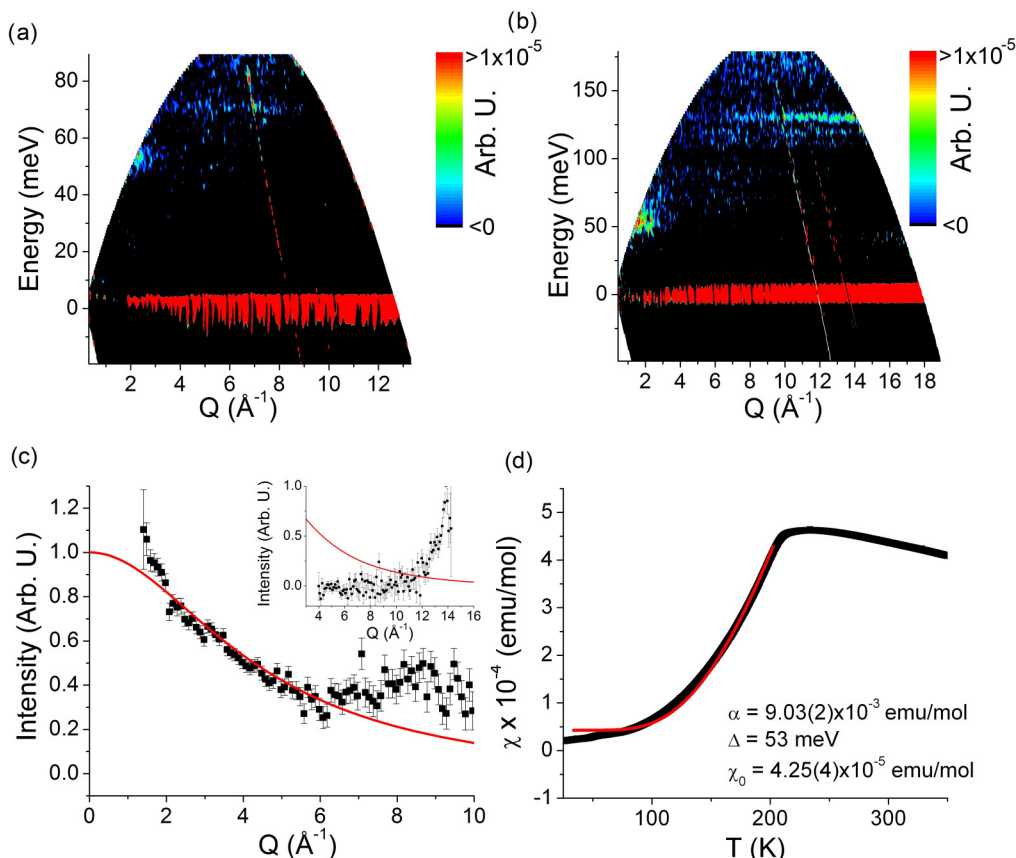 (a)
>1x10⁻⁵
Arb. U.
<0
80
60
40
20
0
Energy (meV)
2 4 6 8 10 12
Q (Å⁻¹)
(b)
>1x10⁻⁵
Arb. U.
<0
150
100
50
0
Energy (meV)
2 4 6 8 10 12 14 16 18
Q (Å⁻¹)
(c)
1.2
1.0
0.8
0.6
0.4
0.2
0.0
Intensity (Arb. U.)
0 2 4 6 8 10
Q (Å⁻¹)
1.0
0.5
0.0
Intensity (Arb. U.)
4 6 8 10 12 14 16
Q (Å⁻¹)
(d)
5
4
3
2
1
0
-1
χ x 10⁻⁴ (emu/mol)
α = 9.03(2)x10⁻³ emu/mol
Δ = 53 meV
χ₀ = 4.25(4)x10⁻⁵ emu/mol
100 200 300
T (K)